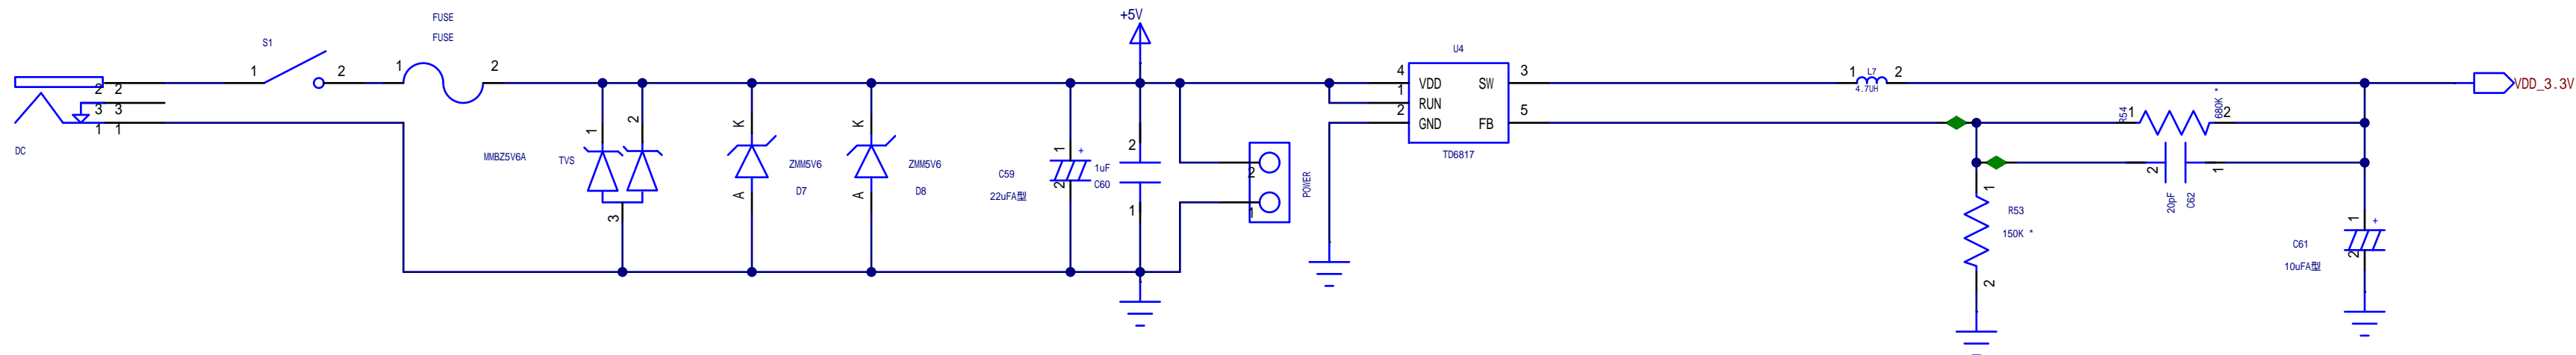 FUSE
FUSE
S1
1
2
1
2
2
2
3
3
1
1
DC
MMBZ5V6A
TVS
1
2
3
K
A
ZMM5V6
D7
K
A
ZMM5V6
D8
C59
22uFA型
1
+
2
1uF
C60
2
1
+5V
2
1
POWER
U4
4
VDD
SW
3
1
RUN
2
GND
FB
5
TD6817
1
L7
2
4.7UH
R54
1
680K *
2
2
1
20pF
C62
1
R53
150K *
2
C61
10uFA型
1
+
2
VDD_3.3V